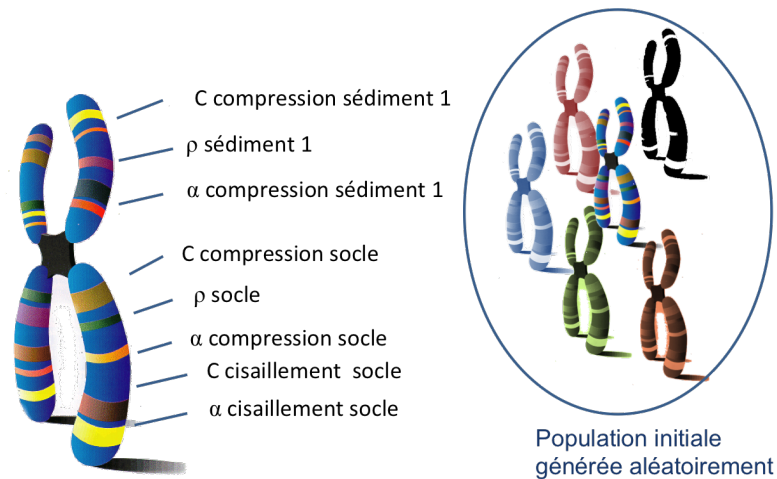 C compression sédiment 1
ρ sédiment 1
α compression sédiment 1
C compression socle
ρ socle
α compression socle
C cisaillement socle
α cisaillement socle
Population initiale
générée aléatoirement